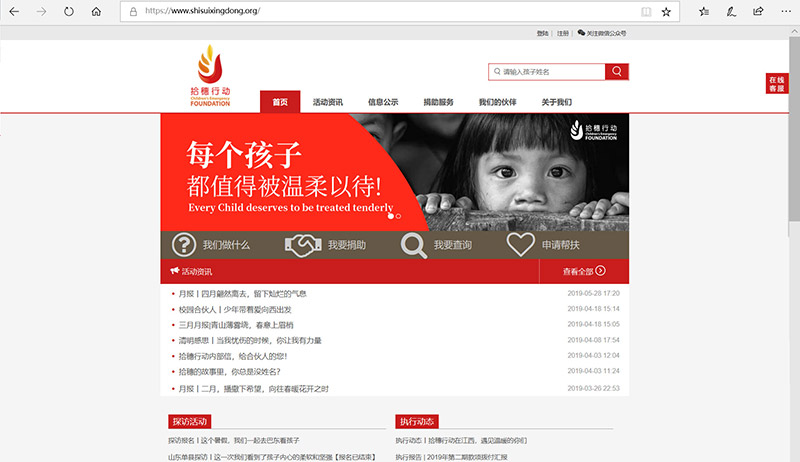 https://www.shisuixingdong.org/
登陆 | 注册 | 关注微信公众号
拾穗行动
Children's Emergency
FOUNDATION
请输入孩子姓名
在线
客服
首页 活动资讯 信息公示 捐助服务 我们的伙伴 关于我们
每个孩子
都值得被温柔以待!
Every Child deserves to be treated tenderly
拾穗行动
Children's Emergency
FOUNDATION
我们做什么 我要捐助 我要查询 申请帮扶
活动资讯 查看全部
月报丨四月翩然离去，留下灿烂的气息 2019-05-28 17:20
校园合伙人丨少年带着爱向西出发 2019-04-18 15:14
三月月报|青山薄雾绕，春意上眉梢 2019-04-18 15:05
清明感思丨当我忧伤的时候，你让我有力量 2019-04-08 17:54
拾穗行动内部信，给合伙人的您！ 2019-04-03 12:04
拾穗的故事里，你总是没姓名？ 2019-04-03 11:24
月报丨二月，播撒下希望，向往春暖花开之时 2019-03-26 22:53
探访活动 执行动态
探访报名丨这个暑假，我们一起去巴东看孩子 执行动态丨拾穗行动在江西，遇见温暖的你们
山东单县探访丨这一次我们看到了孩子内心的柔软和坚强【报名已结束】 执行报告 | 2019年第二期款项拨付汇报